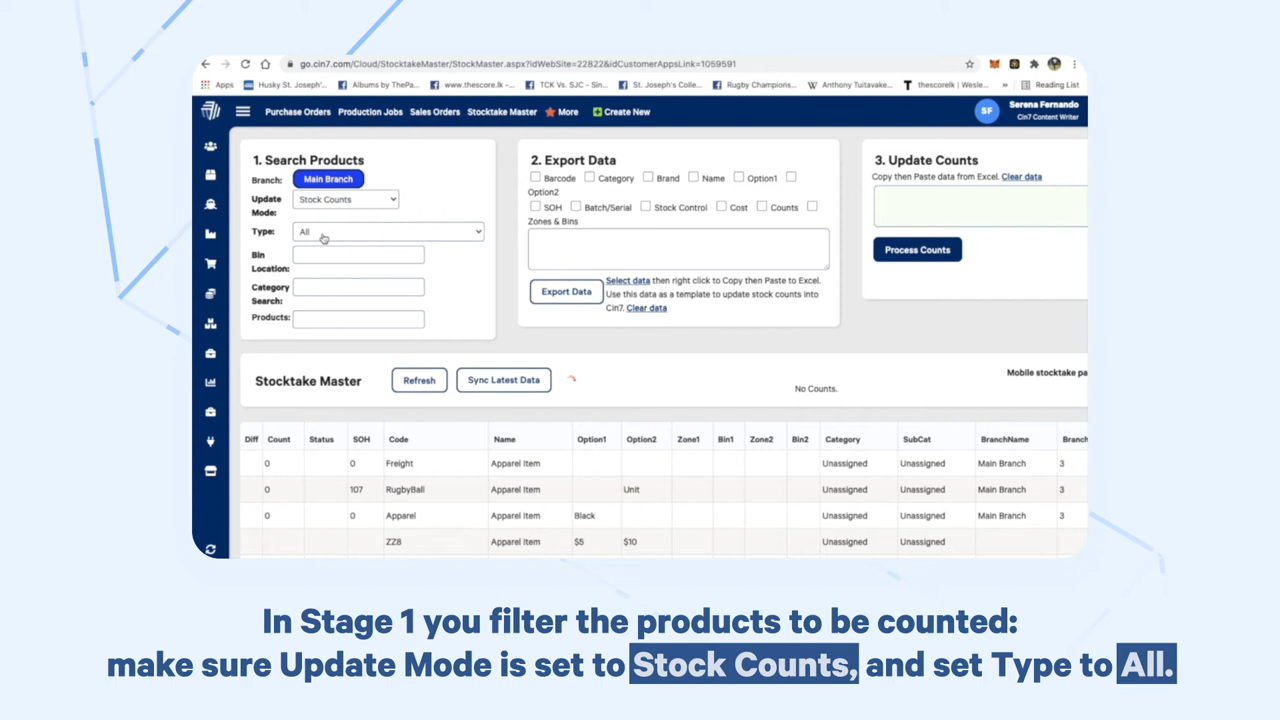 go.cin7.com/Cloud/StocktakeMaster/StockMaster.aspx?idWebSite=22822&idCustomerAppsLink=1059591
Apps Husky St. Joseph'... Albums by ThePa... www.thescore.lk -... TCK Vs. SJC - Sin... St. Joseph's Colle... Rugby Champions... Anthony Tuitavake... thescorelk | Wesle... » Reading List
Purchase Orders Production Jobs Sales Orders Stocktake Master More Create New SF Serena Fernando
Cin7 Content Writer
1. Search Products
Branch: Main Branch
Update Mode: Stock Counts
Type: All
Bin Location:
Category Search:
Products:
2. Export Data
Barcode Category Brand Name Option1
Option2
SOH Batch/Serial Stock Control Cost Counts
Zones & Bins
Export Data Select data then right click to Copy then Paste to Excel.
Use this data as a template to update stock counts into
Cin7. Clear data
3. Update Counts
Copy then Paste data from Excel. Clear data
Process Counts
Stocktake Master Refresh Sync Latest Data No Counts. Mobile stocktake pa
Diff Count Status SOH Code Name Option1 Option2 Zone1 Bin1 Zone2 Bin2 Category SubCat BranchName Branch
0 0 Freight Apparel Item Unassigned Unassigned Main Branch 3
0 107 RugbyBall Apparel Item Unit Unassigned Unassigned Main Branch 3
0 0 Apparel Apparel Item Black Unassigned Unassigned Main Branch 3
ZZ8 Apparel Item $5 $10 Unassigned Unassigned
In Stage 1 you filter the products to be counted:
make sure Update Mode is set to Stock Counts, and set Type to All.